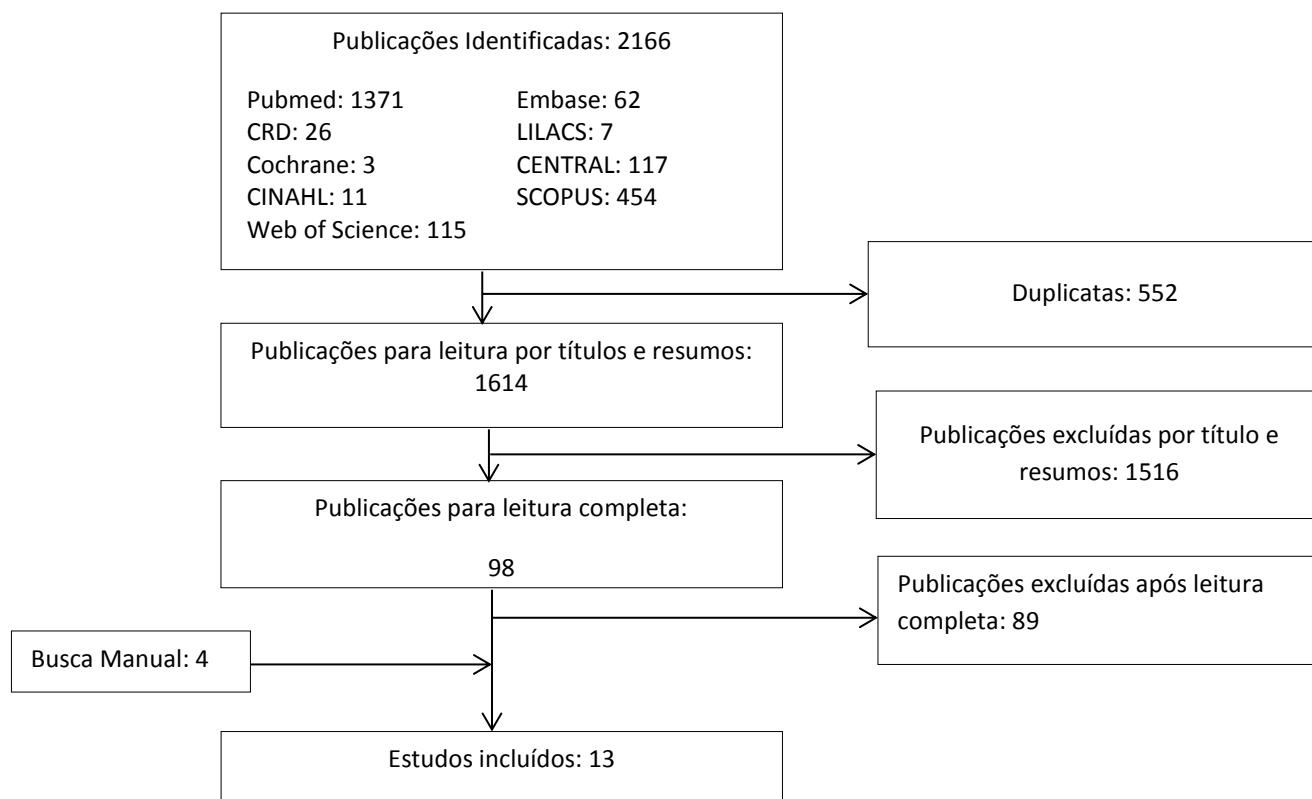 Publicações Identificadas: 2166
Pubmed: 1371 Embase: 62
CRD: 26 LILACS: 7
Cochrane: 3 CENTRAL: 117
CINAHL: 11 SCOPUS: 454
Web of Science: 115
Duplicatas: 552
Publicações para leitura por títulos e resumos:
1614
Publicações excluídas por título e
resumos: 1516
Publicações para leitura completa:
98
Publicações excluídas após leitura
completa: 89
Busca Manual: 4
Estudos incluídos: 13